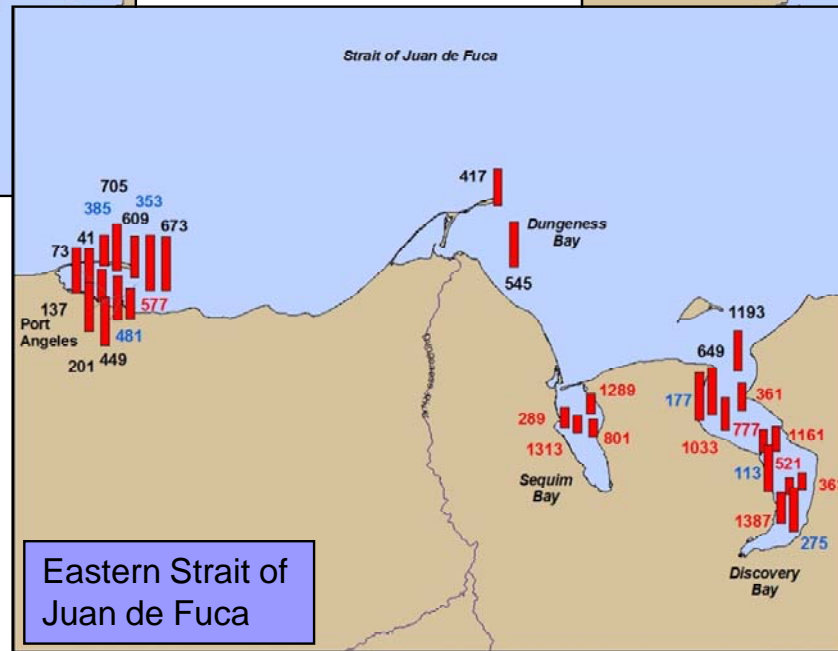 Strait of Juan de Fuca
705
385
353
609
673
73
41
137
Port
Angeles
201
449
481
577
417
Dungeness
Bay
545
1193
649
177
361
1289
289
1313
801
Sequim
Bay
777
1033
1161
521
113
361
1387
275
Discovery
Bay
Eastern Strait of
Juan de Fuca